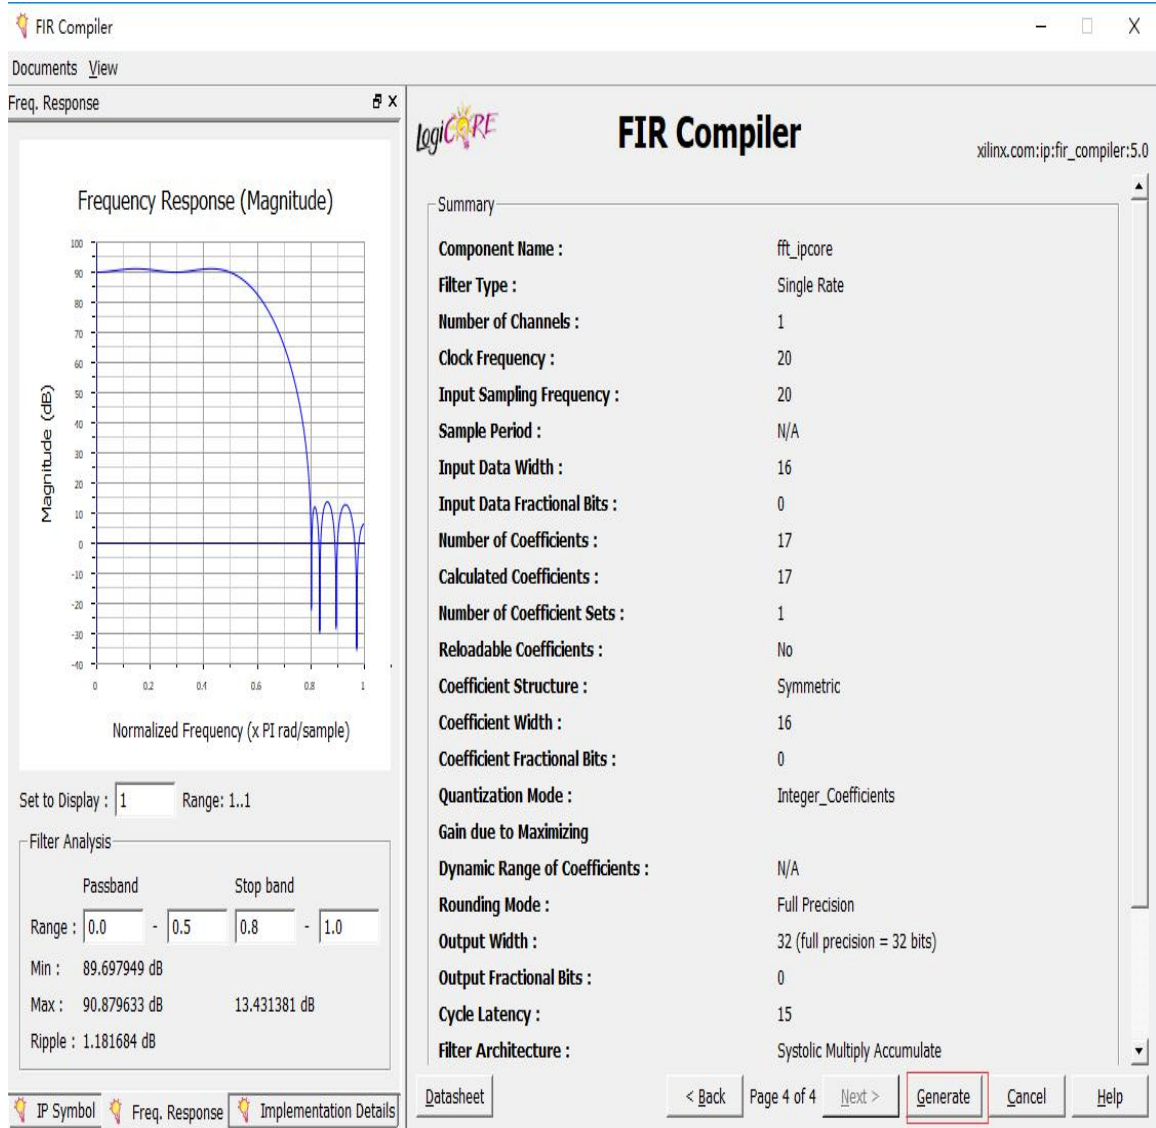 FIR Compiler
Documents View
Freq. Response
Frequency Response (Magnitude)
100
90
80
70
60
50
40
30
20
10
0
-10
-20
-30
-40
Magnitude (dB)
0 0.2 0.4 0.6 0.8 1
Normalized Frequency (x PI rad/sample)
Set to Display : 1 Range: 1..1
Filter Analysis
Passband Stop band
Range : 0.0 - 0.5 0.8 - 1.0
Min : 89.697949 dB
Max : 90.879633 dB 13.431381 dB
Ripple : 1.181684 dB
IP Symbol Freq. Response Implementation Details
LogiCORE
FIR Compiler
xilinx.com:ip:fir_compiler:5.0
Summary
Component Name : fft_ipcore
Filter Type : Single Rate
Number of Channels : 1
Clock Frequency : 20
Input Sampling Frequency : 20
Sample Period : N/A
Input Data Width : 16
Input Data Fractional Bits : 0
Number of Coefficients : 17
Calculated Coefficients : 17
Number of Coefficient Sets : 1
Reloadable Coefficients : No
Coefficient Structure : Symmetric
Coefficient Width : 16
Coefficient Fractional Bits : 0
Quantization Mode : Integer_Coefficients
Gain due to Maximizing
Dynamic Range of Coefficients : N/A
Rounding Mode : Full Precision
Output Width : 32 (full precision = 32 bits)
Output Fractional Bits : 0
Cycle Latency : 15
Filter Architecture : Systolic Multiply Accumulate
Datasheet < Back Page 4 of 4 Next > Generate Cancel Help